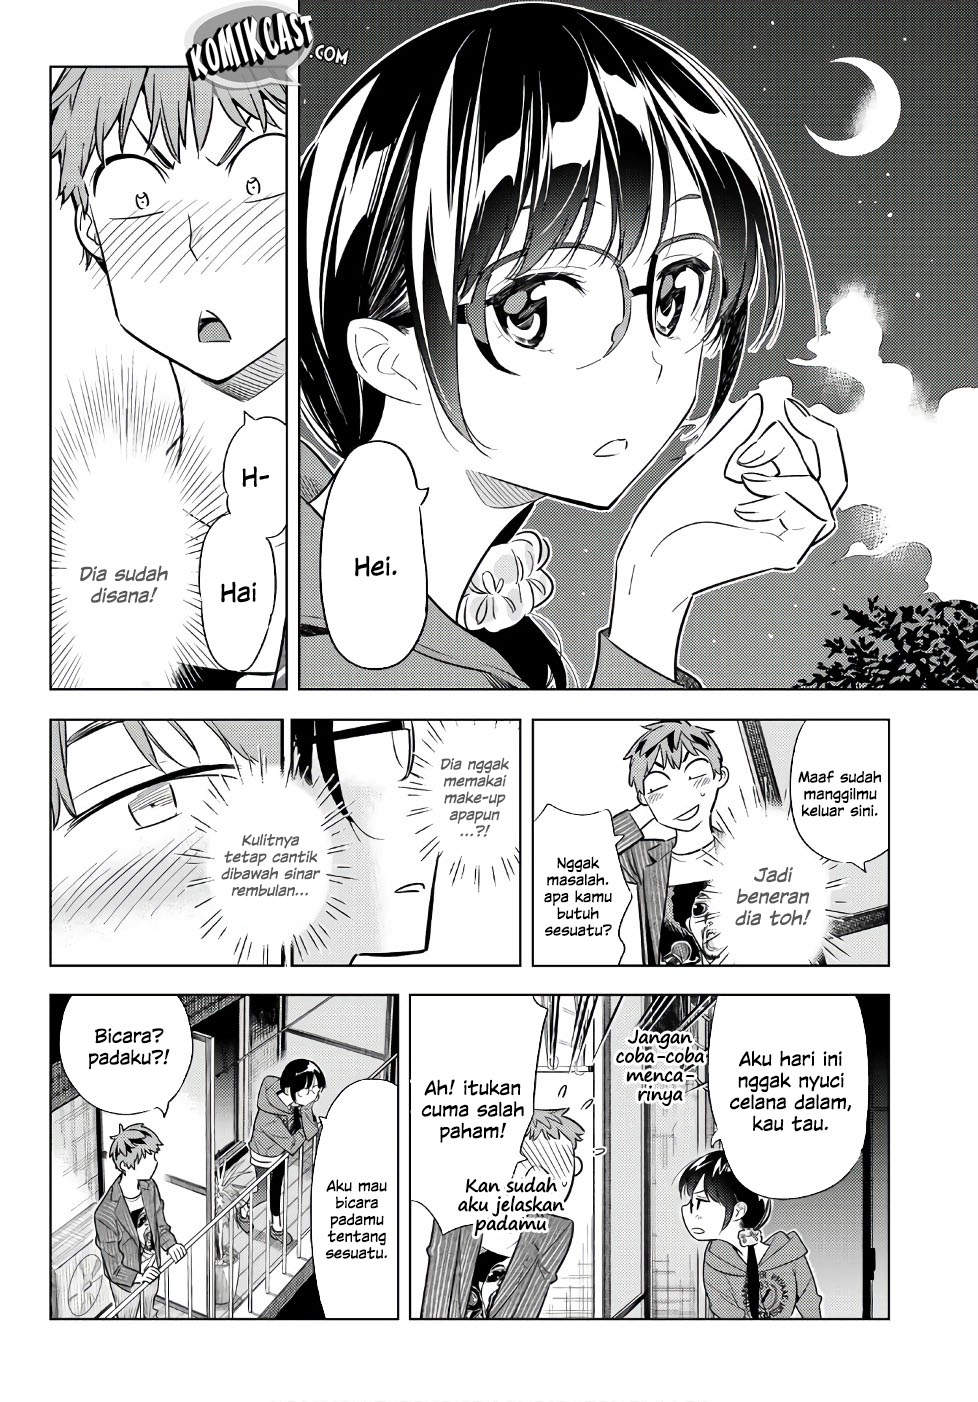 KOMIKCAST
.COM
Hei.
H-
Hai
Dia sudah
disana!
Maaf sudah
manggilmu
keluar sini.
Jadi
beneran
dia toh!
Nggak
masalah.
apa kamu
butuh
sesuatu?
Dia nggak
memakai
make-up
apapun
...?!
Kulitnya
tetap cantik
dibawah sinar
rembulan...
Aku hari ini
nggak nyuci
celana dalam,
kau tau.
Jangan
coba-coba
menca-
rinya
Ah! itukan
cuma salah
paham!
Kan sudah
aku jelaskan
padamu
Aku mau
bicara
padamu
tentang
sesuatu.
Bicara?
padaku?!